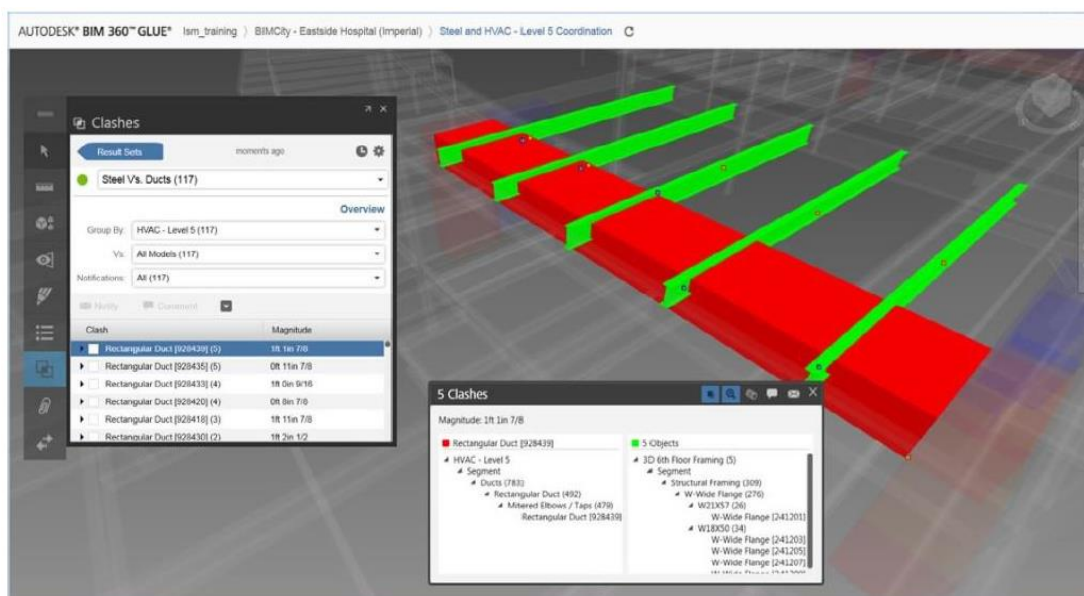 AUTODESK® BIM 360™ GLUE® lsm_training > BIMCity - Eastside Hospital (Imperial) > Steel and HVAC - Level 5 Coordination
Clashes
Result Sets moments ago
Steel V's. Ducts (117)
Overview
Group By: HVAC - Level 5 (117)
Vs. All Models (117)
Notifications: All (117)
Notify Comment
Clash Magnitude
Rectangular Duct [928439] (5) 1ft 1in 7/8
Rectangular Duct [928435] (5) 0ft 11in 7/8
Rectangular Duct [928433] (4) 1ft 0in 9/16
Rectangular Duct [928420] (4) 0ft 8in 7/8
Rectangular Duct [928418] (3) 1ft 11in 7/8
Rectangular Duct [928430] (2) 1ft 2in 1/2
5 Clashes
Magnitude: 1ft 1in 7/8
Rectangular Duct [928439] 5 Objects
HVAC - Level 5 3D 6th Floor Framing (5)
Segment Segment
Ducts (783) Structural Framing (309)
Rectangular Duct (492) W-Wide Flange (276)
Mitered Elbows / Taps (479) W21X57 (26)
Rectangular Duct [928439] W-Wide Flange [241201]
W18X50 (34)
W-Wide Flange [241203]
W-Wide Flange [241205]
W-Wide Flange [241207]